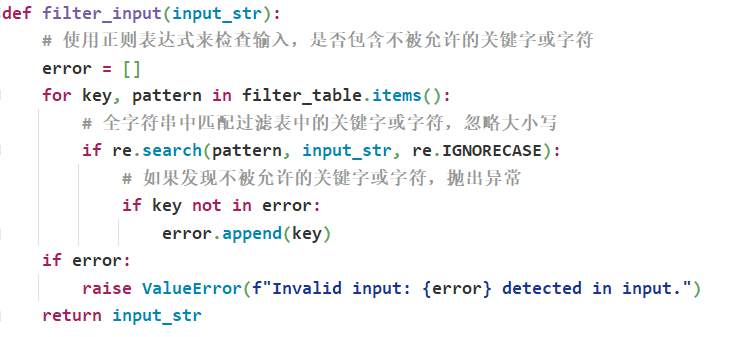 def filter_input(input_str):
    # 使用正则表达式来检查输入，是否包含不被允许的关键字或字符
    error = []
    for key, pattern in filter_table.items():
        # 全字符串中匹配过滤表中的关键字或字符，忽略大小写
        if re.search(pattern, input_str, re.IGNORECASE):
            # 如果发现不被允许的关键字或字符，抛出异常
            if key not in error:
                error.append(key)
    if error:
        raise ValueError(f"Invalid input: {error} detected in input.")
    return input_str